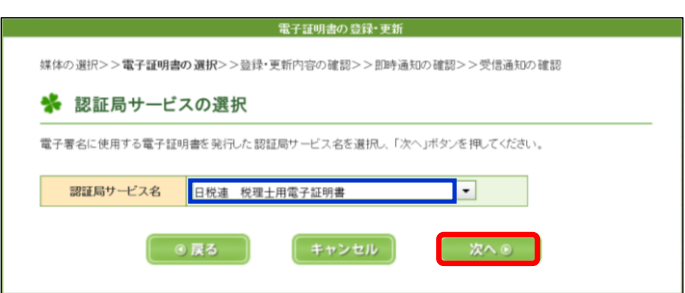 電子証明書の登録・更新
媒体の選択>>電子証明書の選択>>登録・更新内容の確認>>即時通知の確認>>受信通知の確認
認証局サービスの選択
電子署名に使用する電子証明書を発行した認証局サービス名を選択し、「次へ」ボタンを押してください。
認証局サービス名 日税連 税理士用電子証明書
戻る キャンセル 次へ